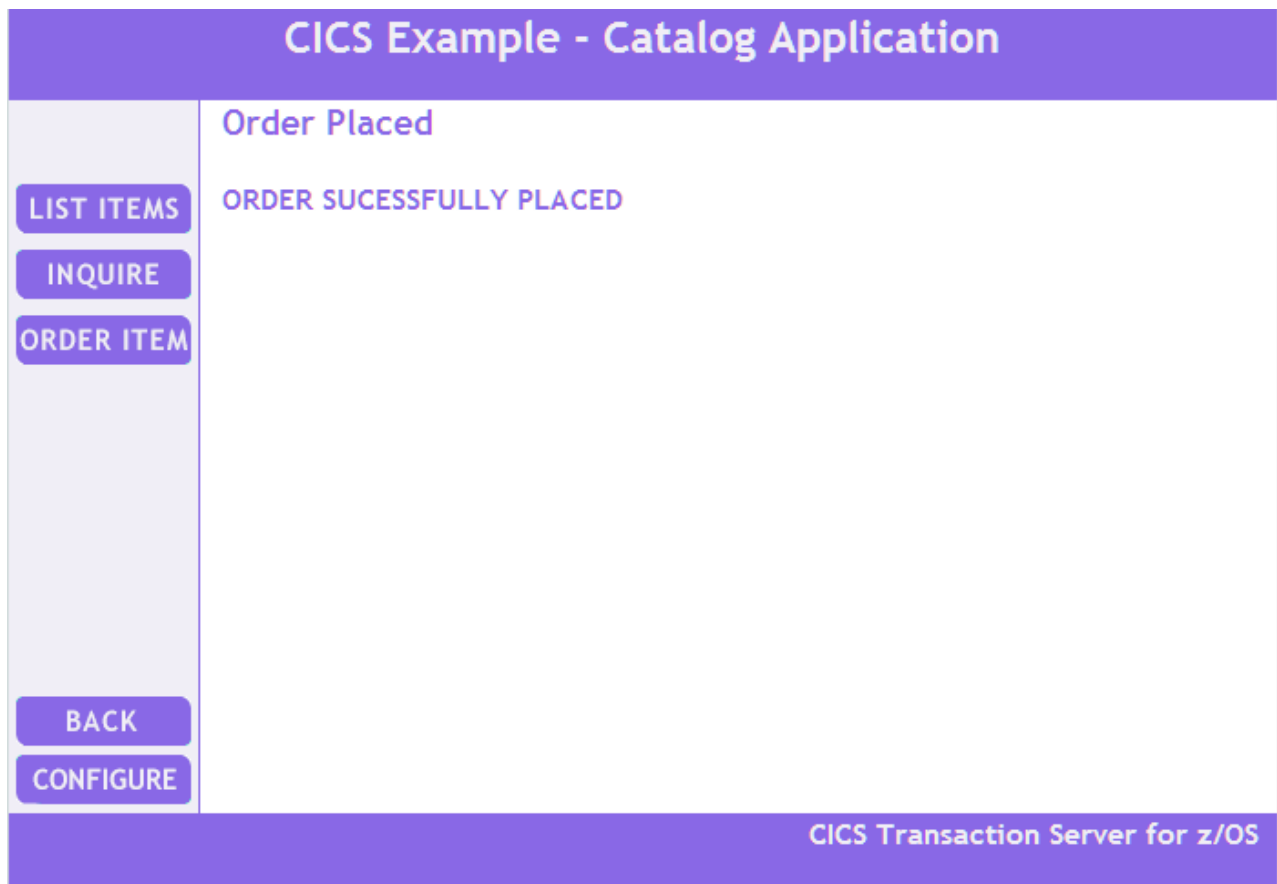 CICS Example - Catalog Application
Order Placed
ORDER SUCESSFULLY PLACED
LIST ITEMS
INQUIRE
ORDER ITEM
BACK
CONFIGURE
CICS Transaction Server for z/OS